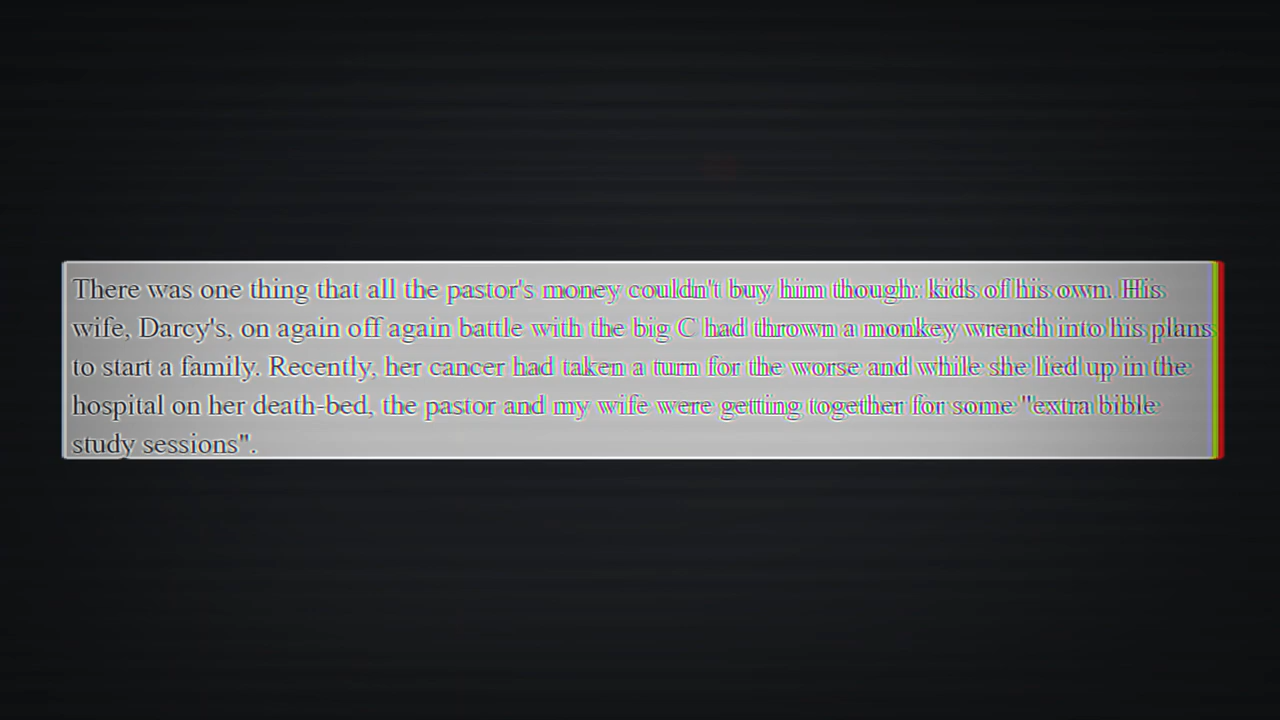 There was one thing that all the pastor's money couldn't buy him though: kids of his own. His
wife, Darcy's, on again off again battle with the big C had thrown a monkey wrench into his plans
to start a family. Recently, her cancer had taken a turn for the worse and while she lied up in the
hospital on her death-bed, the pastor and my wife were getting together for some "extra bible
study sessions".